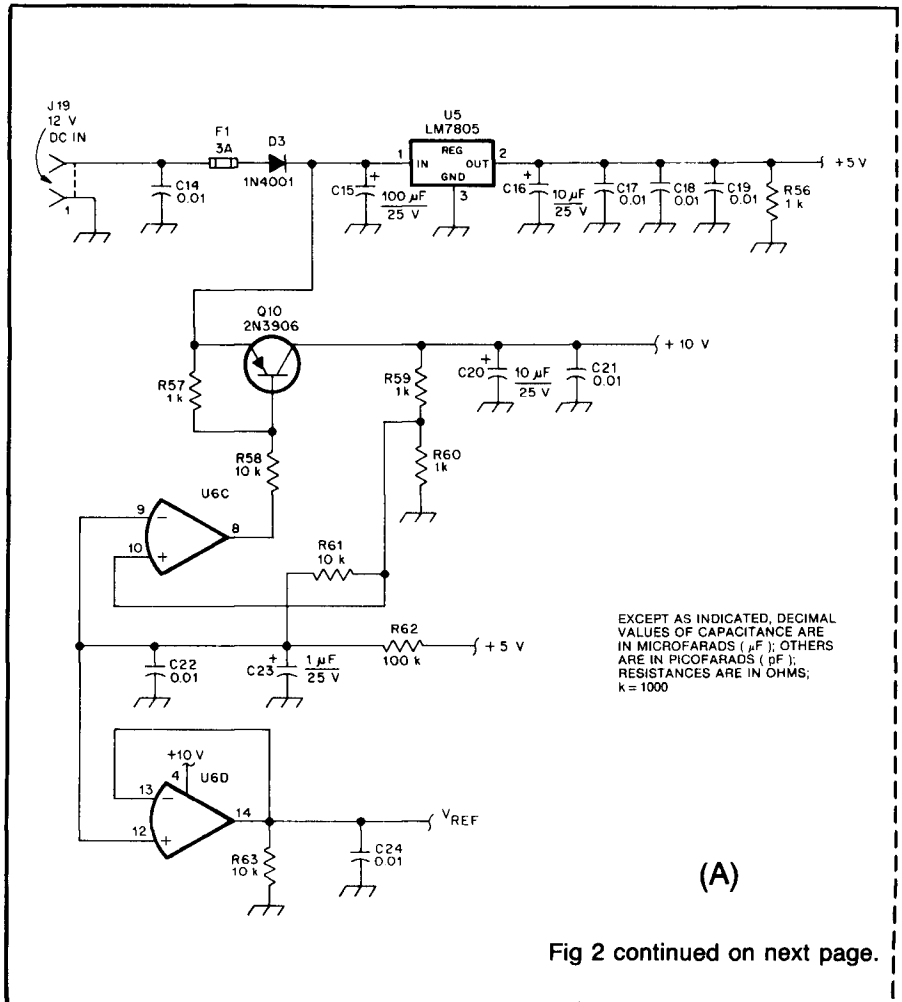 J19
12 V
DC IN
1
C14
0.01
F1
3A
D3
1N4001
C15
+
100 µF
25 V
U5
LM7805
REG
1
IN
OUT
2
GND
3
+
C16
10 µF
25 V
C17
0.01
C18
0.01
C19
0.01
R56
1 k
+5 V
Q10
2N3906
R57
1k
R58
10 k
R59
1k
R60
1k
+
C20
10 µF
25 V
C21
0.01
+ 10 V
U6C
9
−
10
+
8
R61
10 k
R62
100 k
+ 5 V
C22
0.01
+
C23
1 µF
25 V
EXCEPT AS INDICATED, DECIMAL
VALUES OF CAPACITANCE ARE
IN MICROFARADS ( µF ); OTHERS
ARE IN PICOFARADS ( pF );
RESISTANCES ARE IN OHMS;
k = 1000
+10 V
4
U6D
13
−
12
+
14
R63
10 k
C24
0.01
VREF
(A)
Fig 2 continued on next page.